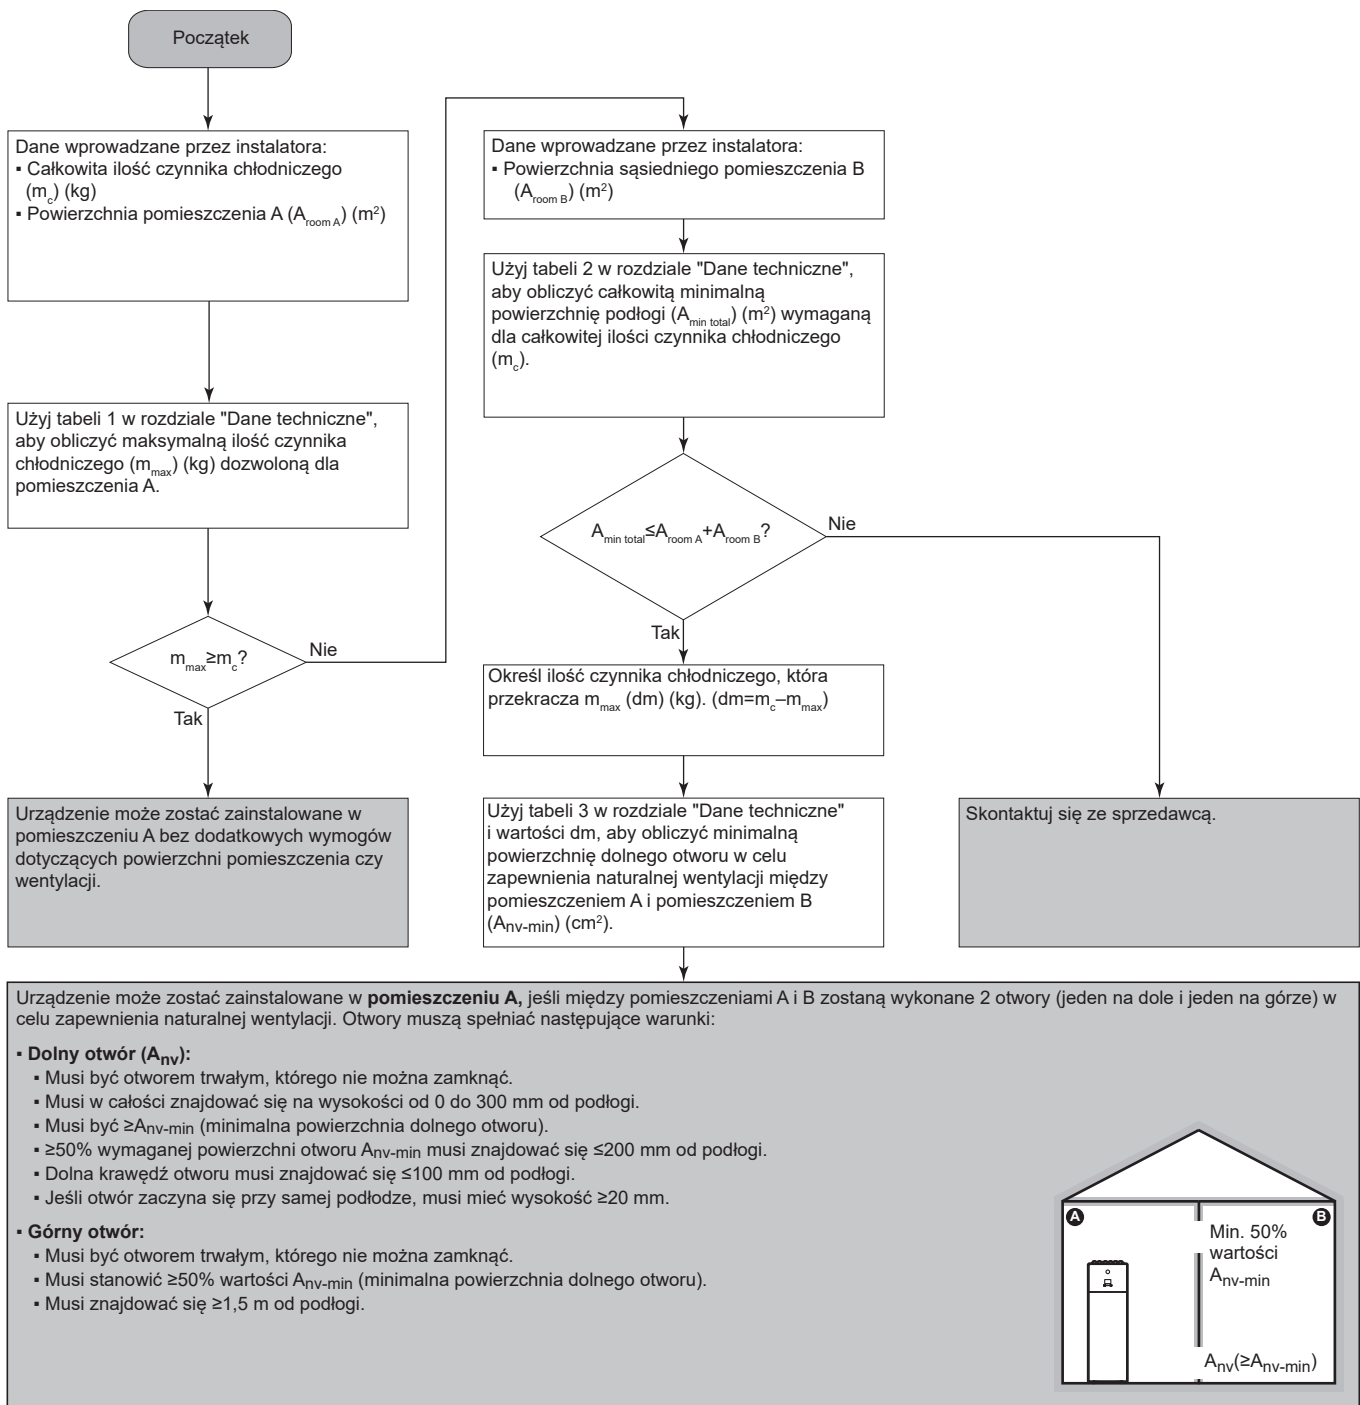 Początek
Dane wprowadzane przez instalatora:
▪ Całkowita ilość czynnika chłodniczego
(mc) (kg)
▪ Powierzchnia pomieszczenia A (Aroom A) (m²)
Użyj tabeli 1 w rozdziale "Dane techniczne",
aby obliczyć maksymalną ilość czynnika
chłodniczego (mmax) (kg) dozwoloną dla
pomieszczenia A.
mmax≥mc?
Nie
Tak
Urządzenie może zostać zainstalowane w
pomieszczeniu A bez dodatkowych wymogów
dotyczących powierzchni pomieszczenia czy
wentylacji.
Dane wprowadzane przez instalatora:
▪ Powierzchnia sąsiedniego pomieszczenia B
(Aroom B) (m²)
Użyj tabeli 2 w rozdziale "Dane techniczne",
aby obliczyć całkowitą minimalną
powierzchnię podłogi (Amin total) (m²) wymaganą
dla całkowitej ilości czynnika chłodniczego
(mc).
Amin total≤Aroom A+Aroom B?
Nie
Tak
Określ ilość czynnika chłodniczego, która
przekracza mmax (dm) (kg). (dm=mc–mmax)
Użyj tabeli 3 w rozdziale "Dane techniczne"
i wartości dm, aby obliczyć minimalną
powierzchnię dolnego otworu w celu
zapewnienia naturalnej wentylacji między
pomieszczeniem A i pomieszczeniem B
(Anv-min) (cm²).
Skontaktuj się ze sprzedawcą.
Urządzenie może zostać zainstalowane w pomieszczeniu A, jeśli między pomieszczeniami A i B zostaną wykonane 2 otwory (jeden na dole i jeden na górze) w
celu zapewnienia naturalnej wentylacji. Otwory muszą spełniać następujące warunki:
▪ Dolny otwór (Anv):
▪ Musi być otworem trwałym, którego nie można zamknąć.
▪ Musi w całości znajdować się na wysokości od 0 do 300 mm od podłogi.
▪ Musi być ≥Anv-min (minimalna powierzchnia dolnego otworu).
▪ ≥50% wymaganej powierzchni otworu Anv-min musi znajdować się ≤200 mm od podłogi.
▪ Dolna krawędź otworu musi znajdować się ≤100 mm od podłogi.
▪ Jeśli otwór zaczyna się przy samej podłodze, musi mieć wysokość ≥20 mm.
▪ Górny otwór:
▪ Musi być otworem trwałym, którego nie można zamknąć.
▪ Musi stanowić ≥50% wartości Anv-min (minimalna powierzchnia dolnego otworu).
▪ Musi znajdować się ≥1,5 m od podłogi.
A
B
Min. 50%
wartości
Anv-min
Anv(≥Anv-min)